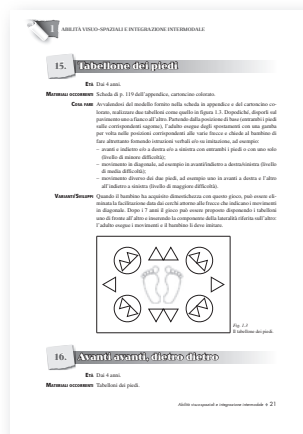 1 ABILITÀ VISCO-SPAZIALI E INTEGRAZIONE INTERMODALE
15. Tabellone dei piedi
ETÀ Dai 4 anni.
MATERIALI OCCORRENTI Scheda di p. 119 dell'appendice, cartoncino colorato.
COSA FARE Avvalendosi del modello fornito nella scheda in appendice e del cartoncino co-
lorato, realizzare due tabelloni come quello in figura 1.3. Dopodiché, disporli sul
pavimento uno a fianco all'altro. Partendo dalla posizione di base (entrambi i piedi
sulle corrispondenti sagome), l'adulto esegue degli spostamenti con una gamba
per volta nelle posizioni corrispondenti alle varie frecce e chiede al bambino di
fare altrettanto fornendo istruzioni verbali e/o su imitazione, ad esempio:
– avanti e indietro e/o a destra e/o a sinistra con entrambi i piedi o con uno solo
(livello di minore difficoltà);
– movimento in diagonale, ad esempio in avanti/indietro a destra/sinistra (livello
di media difficoltà);
– movimento diverso dei due piedi, ad esempio uno in avanti a destra e l'altro
all'indietro a sinistra (livello di maggiore difficoltà).
VARIANTI/SVILUPPI Quando il bambino ha acquisito dimestichezza con questo gioco, può essere eli-
minata la facilitazione data dai cerchi attorno alle frecce che indicano i movimenti
in diagonale. Dopo i 7 anni il gioco può essere proposto disponendo i tabelloni
uno di fronte all'altro e inserendo la componente della lateralità riferita sull'altro:
l'adulto esegue i movimenti e il bambino li deve imitare.
Fig. 1.3
Il tabellone dei piedi.
16. Avanti avanti, dietro dietro
ETÀ Dai 4 anni.
MATERIALI OCCORRENTI Tabelloni dei piedi.
Abilità visco-spaziali e integrazione intermodale 21